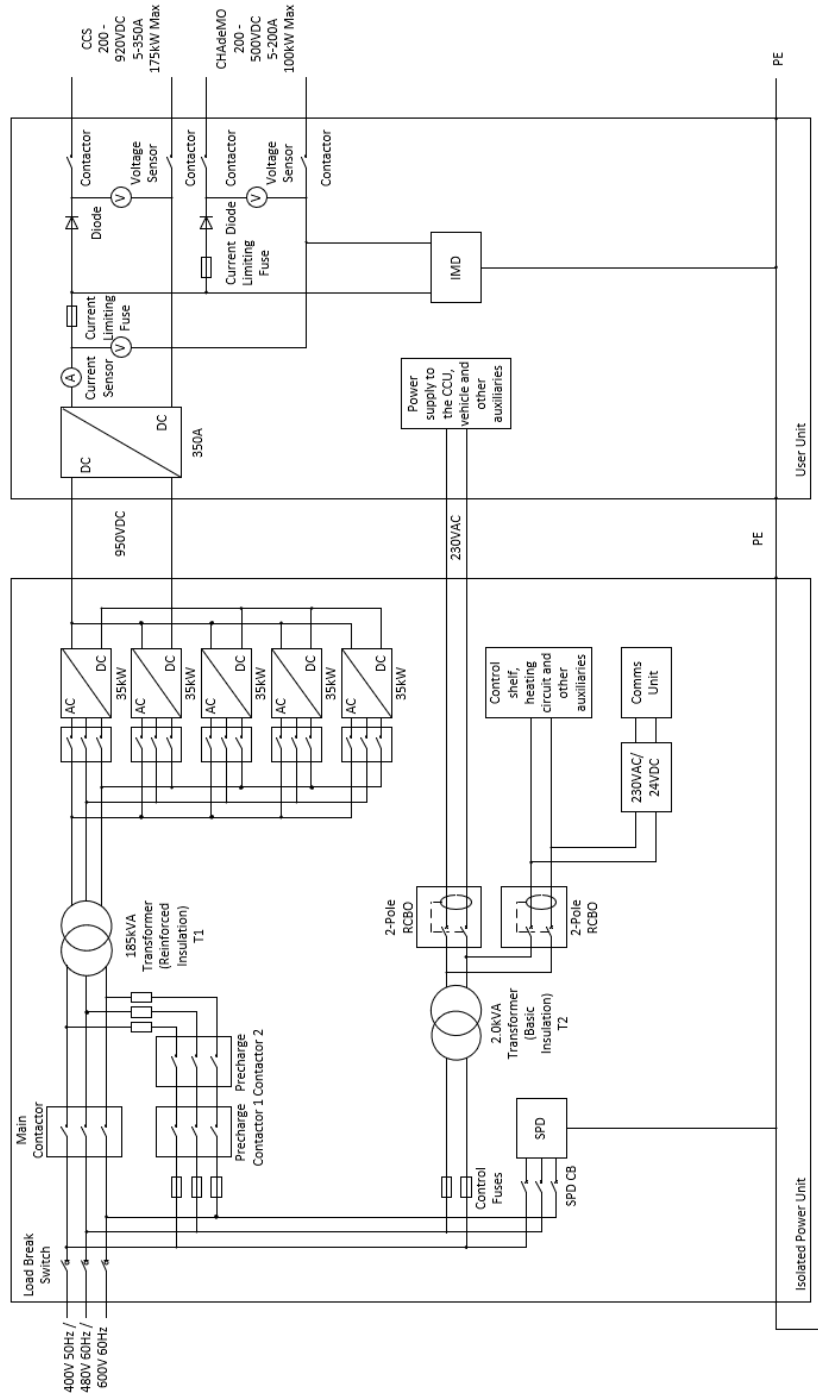 400V 50Hz /
480V 60Hz /
600V 60Hz
Load Break
Switch
Main
Contactor
Precharge
Contactor 1
Precharge
Contactor 2
185kVA
Transformer
(Reinforced
Insulation)
T1
AC
DC
35kW
AC
DC
35kW
AC
DC
35kW
AC
DC
35kW
AC
DC
35kW
Control
Fuses
SPD CB
SPD
2.0kVA
Transformer
(Basic
Insulation)
T2
2-Pole
RCBO
2-Pole
RCBO
Control
shelf,
heating
circuit and
other
auxiliaries
230VAC/
24VDC
Comms
Unit
Isolated Power Unit
950VDC
230VAC
PE
DC
DC
350A
A
Current
Sensor
V
Current
Limiting
Fuse
Current
Limiting
Fuse
Diode
Diode
V
Voltage
Sensor
V
Voltage
Sensor
Contactor
Contactor
Contactor
Contactor
IMD
Power
supply to
the CCU,
vehicle and
other
auxiliaries
User Unit
CCS
200 -
920VDC
5-350A
175kW Max
CHAdeMO
200 -
500VDC
5-200A
100kW Max
PE